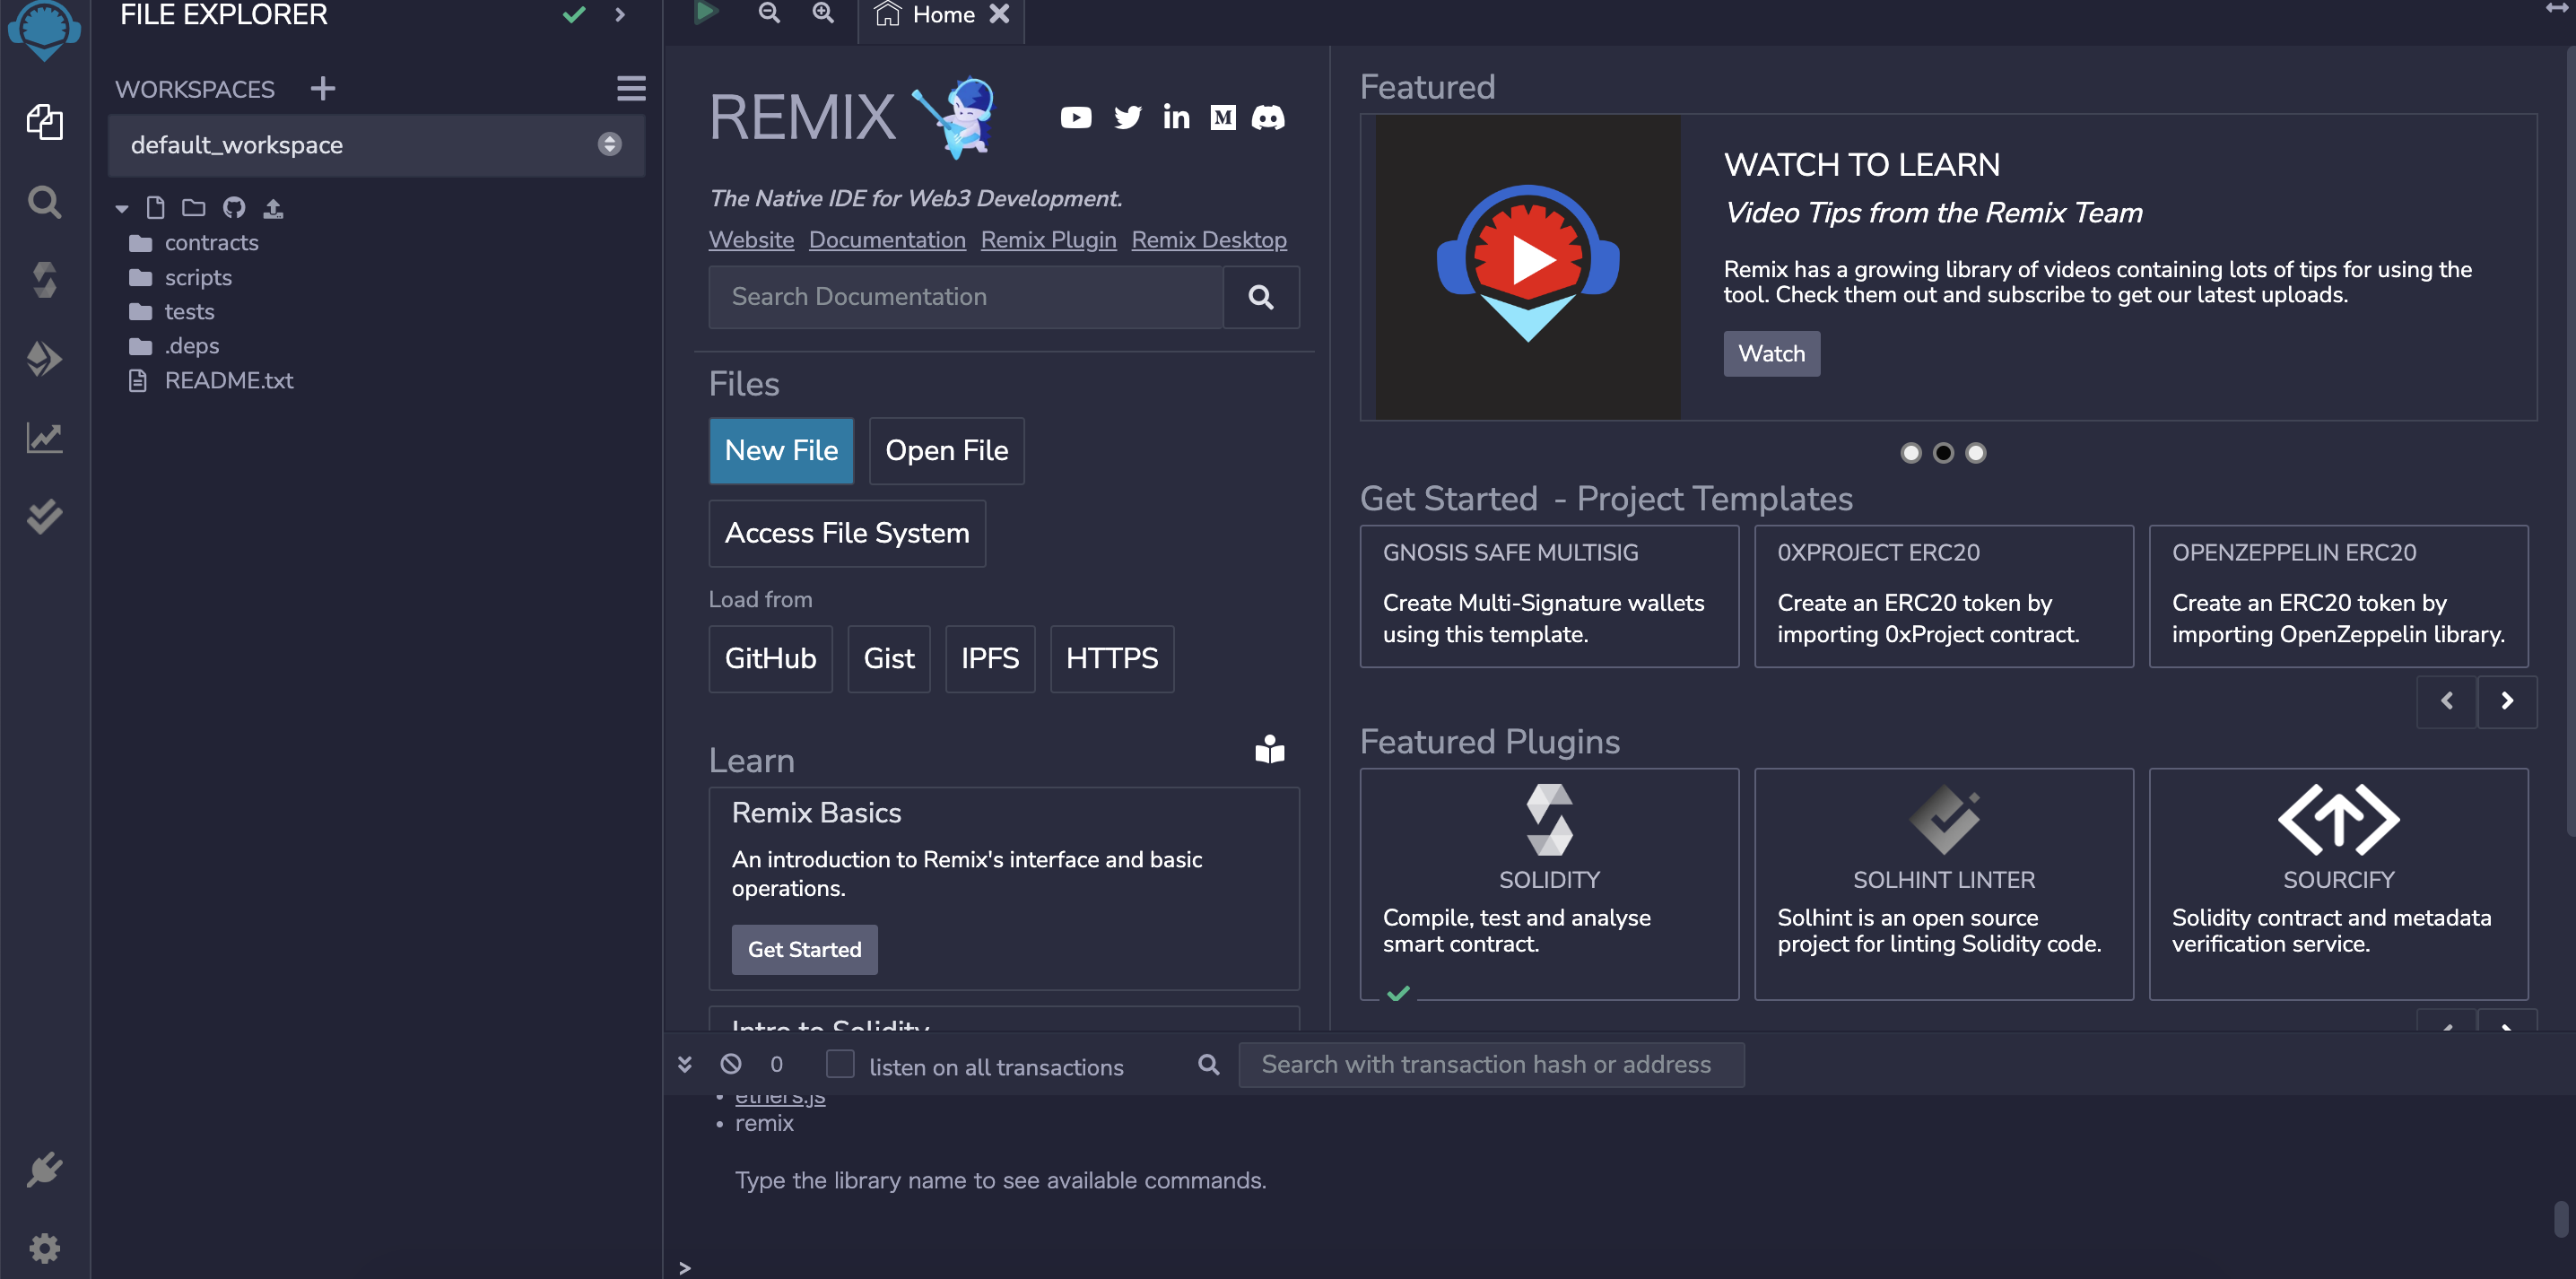 FILE EXPLORER
WORKSPACES
default_workspace
contracts
scripts
tests
.deps
README.txt
Home
REMIX
The Native IDE for Web3 Development.
Website Documentation Remix Plugin Remix Desktop
Search Documentation
Files
New File Open File
Access File System
Load from
GitHub Gist IPFS HTTPS
Learn
Remix Basics
An introduction to Remix's interface and basic
operations.
Get Started
Intro to Solidity
Featured
WATCH TO LEARN
Video Tips from the Remix Team
Remix has a growing library of videos containing lots of tips for using the
tool. Check them out and subscribe to get our latest uploads.
Watch
Get Started - Project Templates
GNOSIS SAFE MULTISIG
Create Multi-Signature wallets
using this template.
0XPROJECT ERC20
Create an ERC20 token by
importing 0xProject contract.
OPENZEPPELIN ERC20
Create an ERC20 token by
importing OpenZeppelin library.
Featured Plugins
SOLIDITY
Compile, test and analyse
smart contract.
SOLHINT LINTER
Solhint is an open source
project for linting Solidity code.
SOURCIFY
Solidity contract and metadata
verification service.
0 listen on all transactions Search with transaction hash or address
• ethers.js
• remix
Type the library name to see available commands.
>